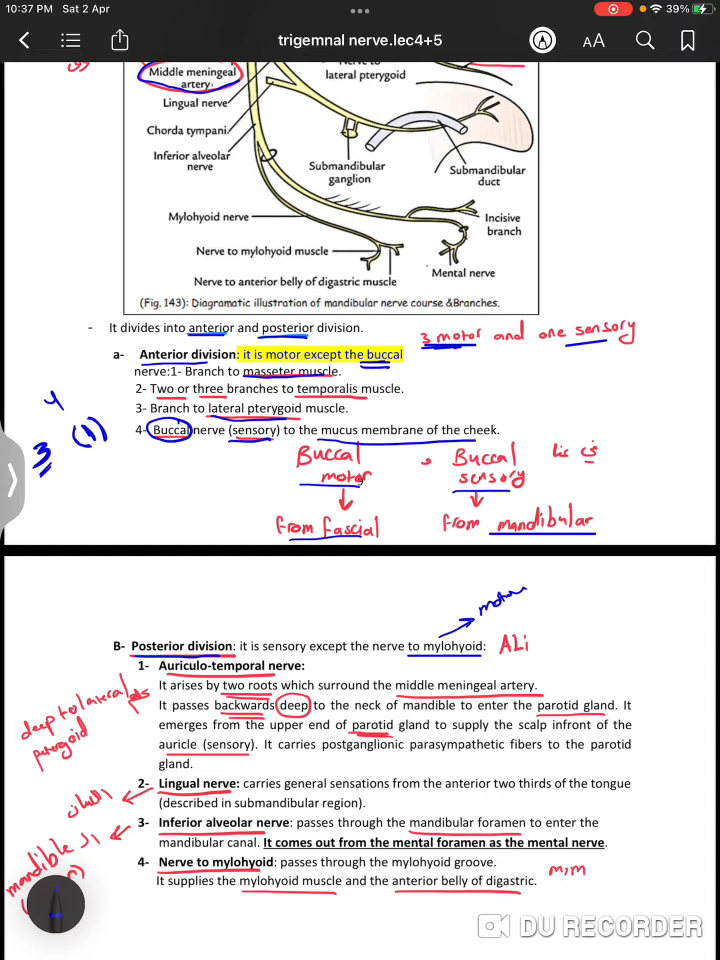 10:37 PM Sat 2 Apr
39%
trigemnal nerve.lec4+5
AA
Middle meningeal
artery
lateral pterygoid
Lingual nerve
Chorda tympani
Inferior alveolar
nerve
Submandibular
ganglion
Submandibular
duct
Mylohyoid nerve
Incisive
branch
Nerve to mylohyoid muscle
Mental nerve
Nerve to anterior belly of digastric muscle
(Fig. 143): Diagramatic illustration of mandibular nerve course &Branches.
- It divides into anterior and posterior division.
3 motor and one sensory
a- Anterior division: it is motor except the buccal
nerve:1- Branch to masseter muscle.
2- Two or three branches to temporalis muscle.
3- Branch to lateral pterygoid muscle.
4- Buccal nerve (sensory) to the mucus membrane of the cheek.
4
3 (1)
Buccal motor
from fascial
Buccal sensory
from mandibular
motor
B- Posterior division: it is sensory except the nerve to mylohyoid:
ALi
1- Auriculo-temporal nerve:
It arises by two roots which surround the middle meningeal artery.
It passes backwards deep to the neck of mandible to enter the parotid gland. It
emerges from the upper end of parotid gland to supply the scalp infront of the
auricle (sensory). It carries postganglionic parasympathetic fibers to the parotid
gland.
deep to lateral
2- Lingual nerve: carries general sensations from the anterior two thirds of the tongue
(described in submandibular region).
3- Inferior alveolar nerve: passes through the mandibular foramen to enter the
mandibular canal. It comes out from the mental foramen as the mental nerve.
mandible
4- Nerve to mylohyoid: passes through the mylohyoid groove.
It supplies the mylohyoid muscle and the anterior belly of digastric.
m,m
DU RECORDER